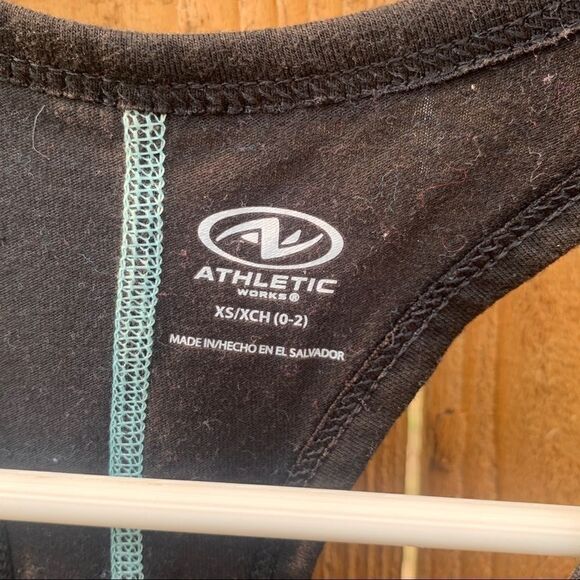 ATHLETIC
WORKS®
XS/XCH (0-2)
MADE IN/HECHO EN EL SALVADOR